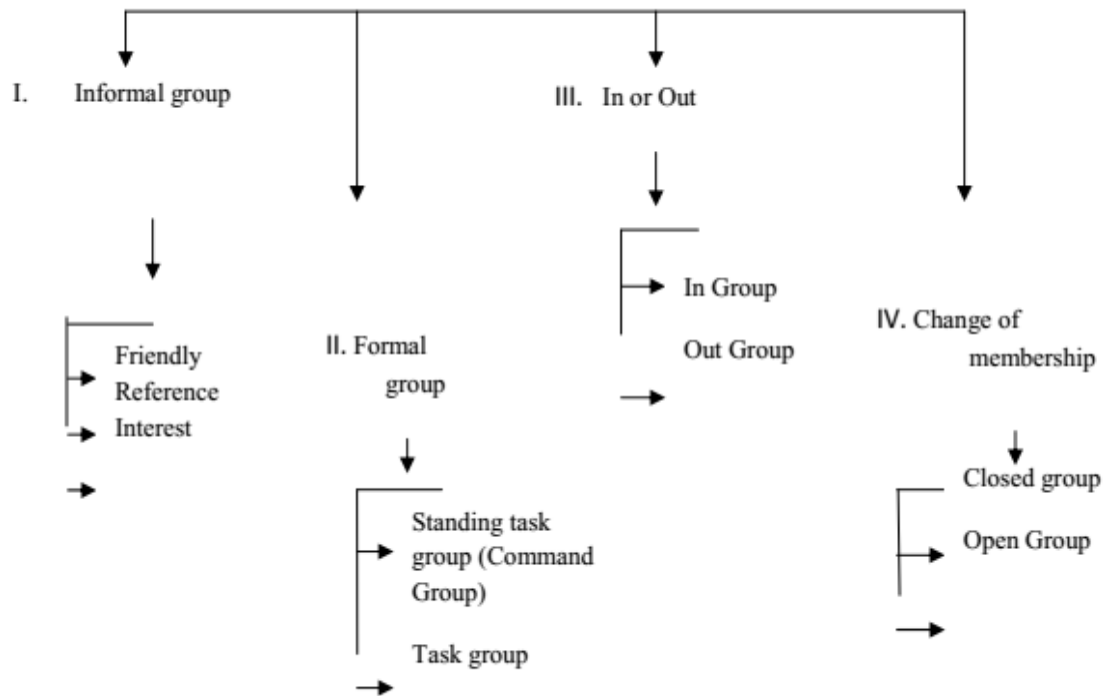 I. Informal group
Friendly
Reference
Interest
II. Formal
group
Standing task
group (Command
Group)
Task group
III. In or Out
In Group
Out Group
IV. Change of
membership
Closed group
Open Group